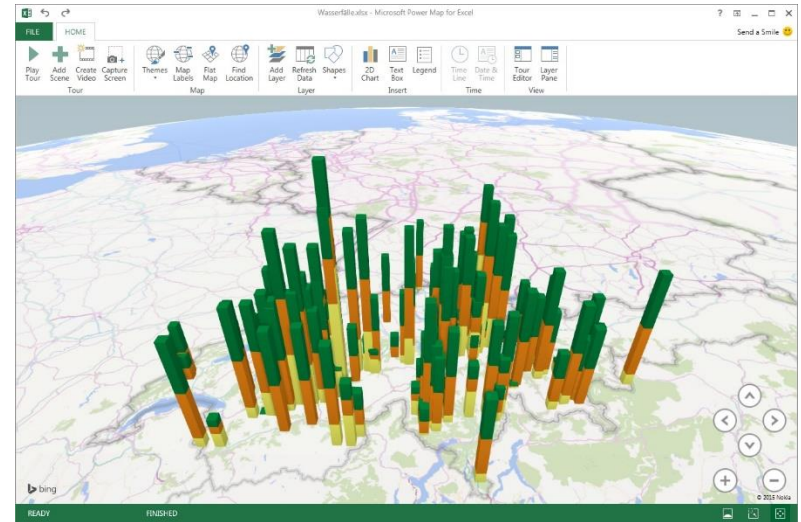 Wasserfälle.xlsx - Microsoft Power Map for Excel
FILE HOME
Send a Smile
Play Tour
Add Scene
Create Video
Capture Screen
Themes
Map Labels
Flat Map
Find Location
Add Layer
Refresh Data
Shapes
2D Chart
Text Box
Legend
Time Line
Date & Time
Tour Editor
Layer Pane
Tour Map Layer Insert Time View
bing
© 2015 Nokia
READY FINISHED